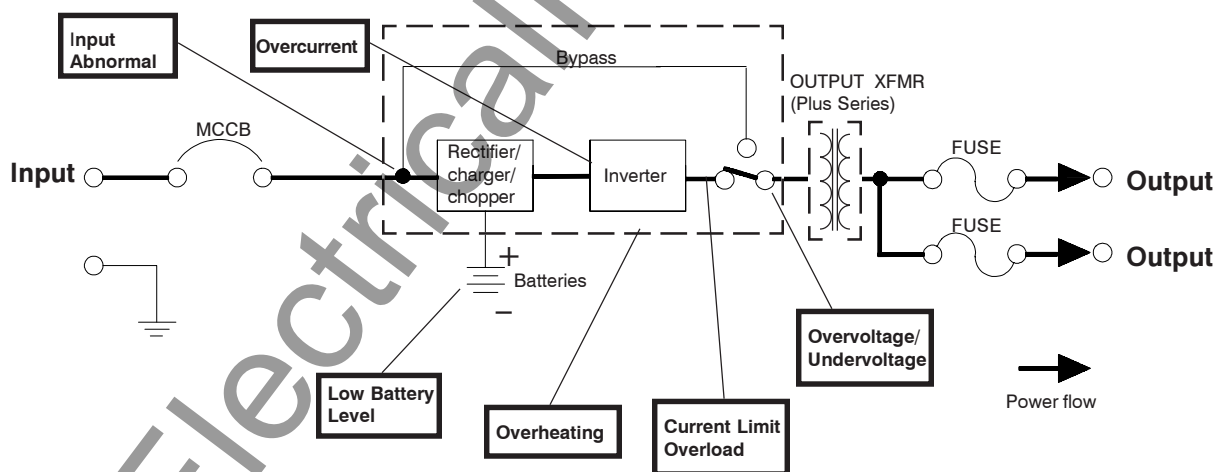 Input
Abnormal
Overcurrent
Bypass
OUTPUT XFMR
(Plus Series)
MCCB
Rectifier/
charger/
chopper
Inverter
FUSE
Input
Output
FUSE
Output
+
Batteries
−
Overvoltage/
Undervoltage
Low Battery
Level
Overheating
Current Limit
Overload
Power flow
Electrical